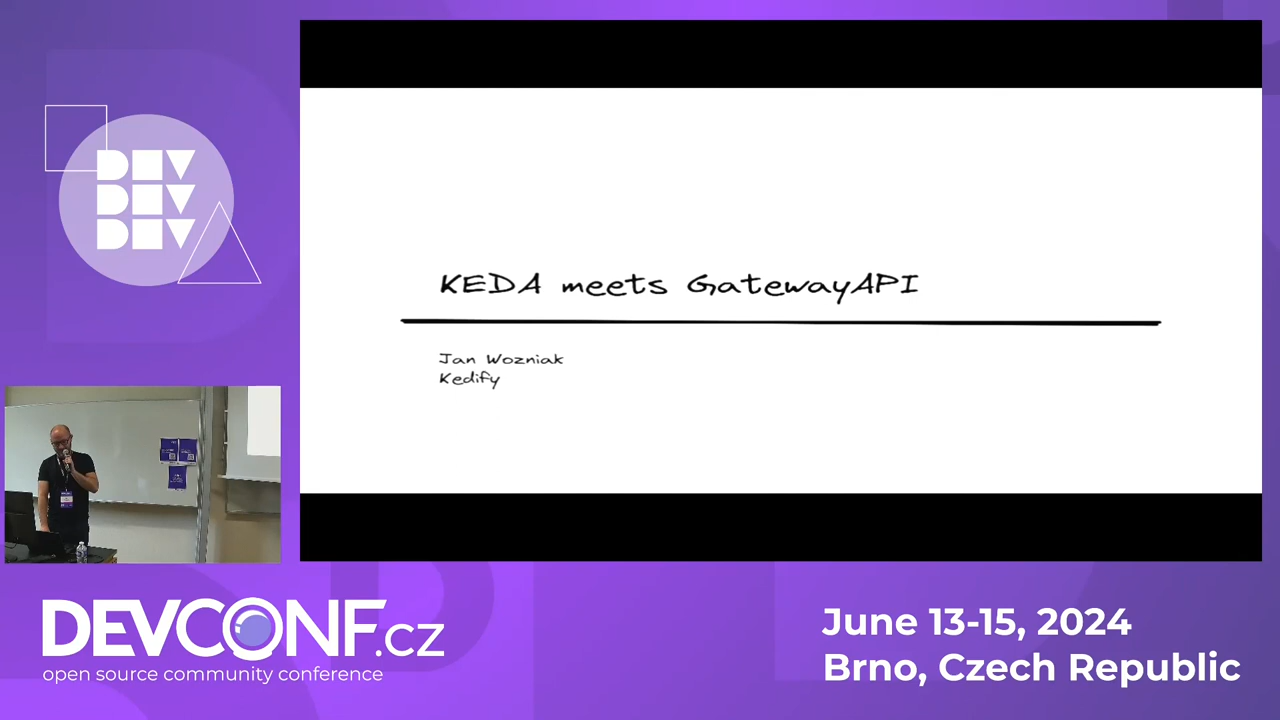 DEV
DEV
DEV
KEDA meets GatewayAPI
Jan Wozniak
Kedify
DEVCONF.cz
open source community conference
June 13-15, 2024
Brno, Czech Republic